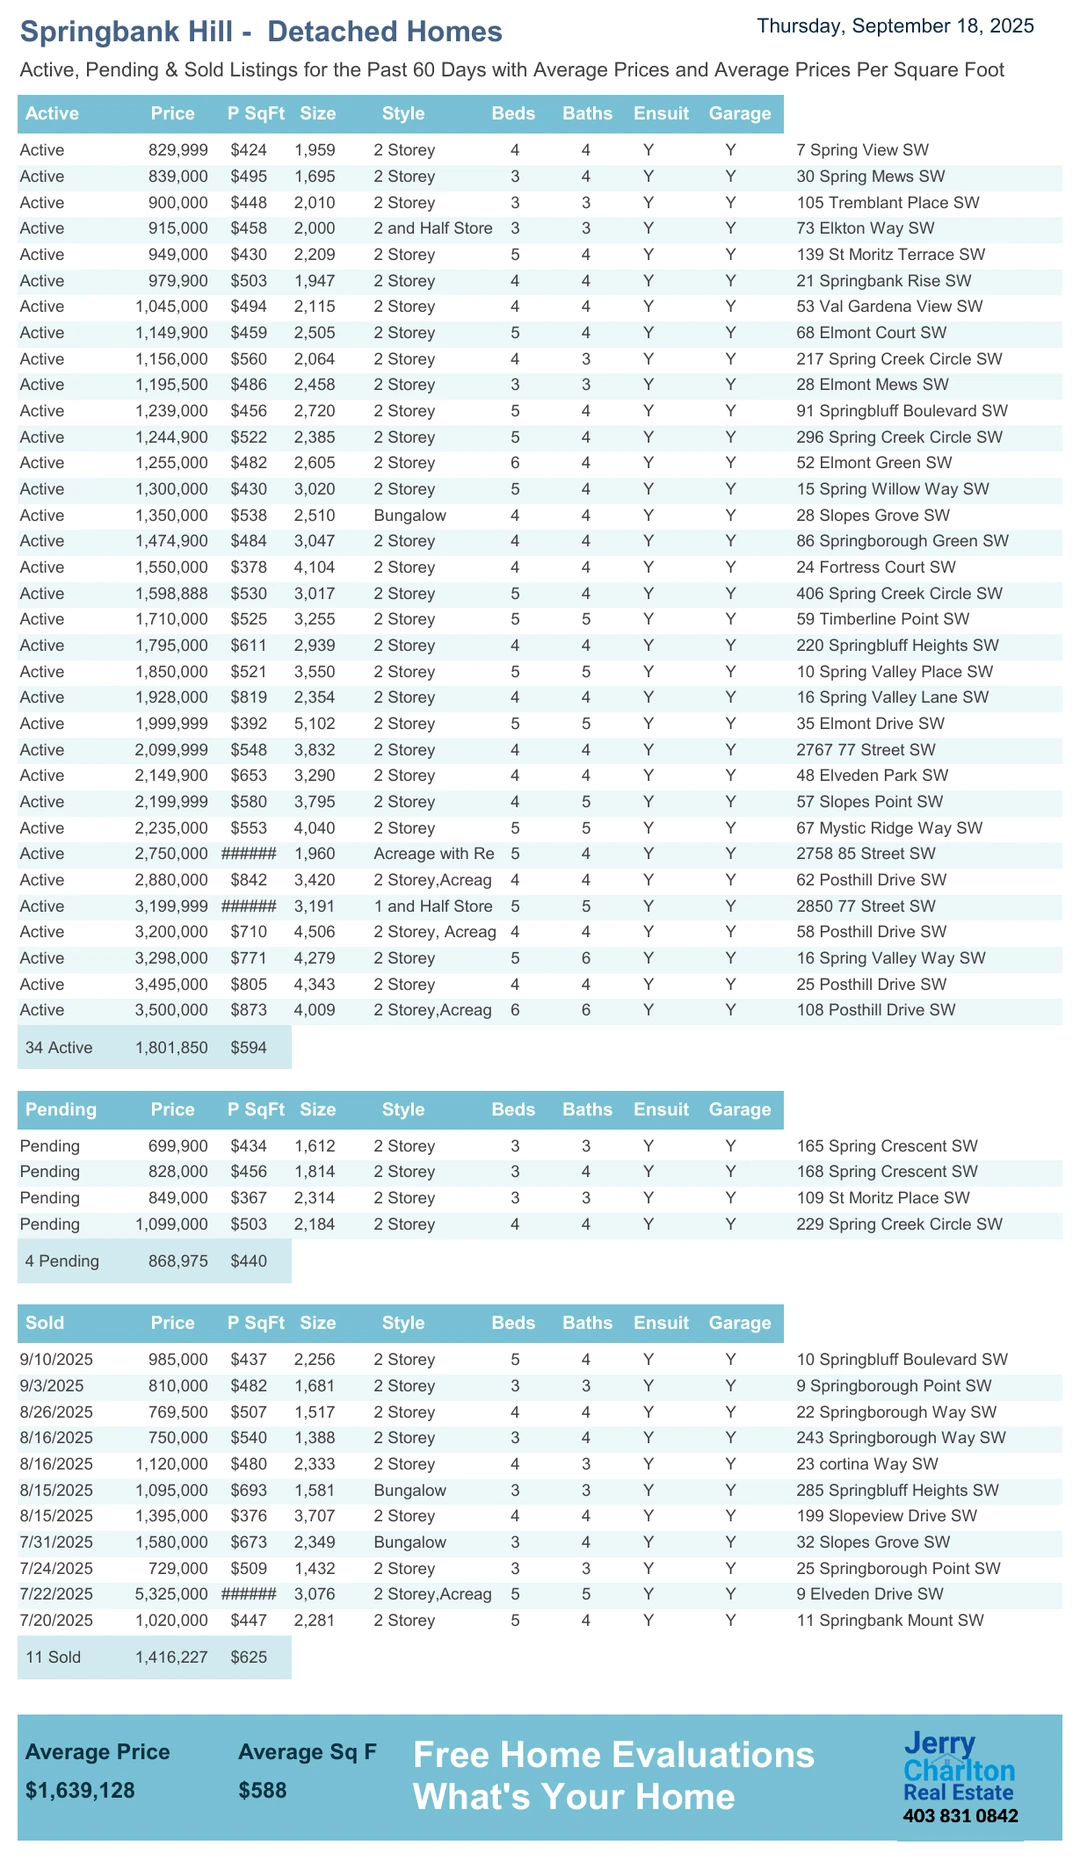 Springbank Hill - Detached Homes
Thursday, September 18, 2025
Active, Pending & Sold Listings for the Past 60 Days with Average Prices and Average Prices Per Square Foot
Active Price P SqFt Size Style Beds Baths Ensuit Garage
Active 829,999 $424 1,959 2 Storey 4 4 Y Y 7 Spring View SW
Active 839,000 $495 1,695 2 Storey 3 4 Y Y 30 Spring Mews SW
Active 900,000 $448 2,010 2 Storey 3 3 Y Y 105 Tremblant Place SW
Active 915,000 $458 2,000 2 and Half Store 3 3 Y Y 73 Elkton Way SW
Active 949,000 $430 2,209 2 Storey 5 4 Y Y 139 St Moritz Terrace SW
Active 979,900 $503 1,947 2 Storey 4 4 Y Y 21 Springbank Rise SW
Active 1,045,000 $494 2,115 2 Storey 4 4 Y Y 53 Val Gardena View SW
Active 1,149,900 $459 2,505 2 Storey 5 4 Y Y 68 Elmont Court SW
Active 1,156,000 $560 2,064 2 Storey 4 3 Y Y 217 Spring Creek Circle SW
Active 1,195,500 $486 2,458 2 Storey 3 3 Y Y 28 Elmont Mews SW
Active 1,239,000 $456 2,720 2 Storey 5 4 Y Y 91 Springbluff Boulevard SW
Active 1,244,900 $522 2,385 2 Storey 5 4 Y Y 296 Spring Creek Circle SW
Active 1,255,000 $482 2,605 2 Storey 6 4 Y Y 52 Elmont Green SW
Active 1,300,000 $430 3,020 2 Storey 5 4 Y Y 15 Spring Willow Way SW
Active 1,350,000 $538 2,510 Bungalow 4 4 Y Y 28 Slopes Grove SW
Active 1,474,900 $484 3,047 2 Storey 4 4 Y Y 86 Springborough Green SW
Active 1,550,000 $378 4,104 2 Storey 4 4 Y Y 24 Fortress Court SW
Active 1,598,888 $530 3,017 2 Storey 5 4 Y Y 406 Spring Creek Circle SW
Active 1,710,000 $525 3,255 2 Storey 5 5 Y Y 59 Timberline Point SW
Active 1,795,000 $611 2,939 2 Storey 4 4 Y Y 220 Springbluff Heights SW
Active 1,850,000 $521 3,550 2 Storey 5 5 Y Y 10 Spring Valley Place SW
Active 1,928,000 $819 2,354 2 Storey 4 4 Y Y 16 Spring Valley Lane SW
Active 1,999,999 $392 5,102 2 Storey 5 5 Y Y 35 Elmont Drive SW
Active 2,099,999 $548 3,832 2 Storey 4 4 Y Y 2767 77 Street SW
Active 2,149,900 $653 3,290 2 Storey 4 4 Y Y 48 Elveden Park SW
Active 2,199,999 $580 3,795 2 Storey 4 5 Y Y 57 Slopes Point SW
Active 2,235,000 $553 4,040 2 Storey 5 5 Y Y 67 Mystic Ridge Way SW
Active 2,750,000 ###### 1,960 Acreage with Re 5 4 Y Y 2758 85 Street SW
Active 2,880,000 $842 3,420 2 Storey,Acreag 4 4 Y Y 62 Posthill Drive SW
Active 3,199,999 ###### 3,191 1 and Half Store 5 5 Y Y 2850 77 Street SW
Active 3,200,000 $710 4,506 2 Storey, Acreag 4 4 Y Y 58 Posthill Drive SW
Active 3,298,000 $771 4,279 2 Storey 5 6 Y Y 16 Spring Valley Way SW
Active 3,495,000 $805 4,343 2 Storey 4 4 Y Y 25 Posthill Drive SW
Active 3,500,000 $873 4,009 2 Storey,Acreag 6 6 Y Y 108 Posthill Drive SW
34 Active 1,801,850 $594
Pending Price P SqFt Size Style Beds Baths Ensuit Garage
Pending 699,900 $434 1,612 2 Storey 3 3 Y Y 165 Spring Crescent SW
Pending 828,000 $456 1,814 2 Storey 3 4 Y Y 168 Spring Crescent SW
Pending 849,000 $367 2,314 2 Storey 3 3 Y Y 109 St Moritz Place SW
Pending 1,099,000 $503 2,184 2 Storey 4 4 Y Y 229 Spring Creek Circle SW
4 Pending 868,975 $440
Sold Price P SqFt Size Style Beds Baths Ensuit Garage
9/10/2025 985,000 $437 2,256 2 Storey 5 4 Y Y 10 Springbluff Boulevard SW
9/3/2025 810,000 $482 1,681 2 Storey 3 3 Y Y 9 Springborough Point SW
8/26/2025 769,500 $507 1,517 2 Storey 4 4 Y Y 22 Springborough Way SW
8/16/2025 750,000 $540 1,388 2 Storey 3 4 Y Y 243 Springborough Way SW
8/16/2025 1,120,000 $480 2,333 2 Storey 4 3 Y Y 23 cortina Way SW
8/15/2025 1,095,000 $693 1,581 Bungalow 3 3 Y Y 285 Springbluff Heights SW
8/15/2025 1,395,000 $376 3,707 2 Storey 4 4 Y Y 199 Slopeview Drive SW
7/31/2025 1,580,000 $673 2,349 Bungalow 3 4 Y Y 32 Slopes Grove SW
7/24/2025 729,000 $509 1,432 2 Storey 3 3 Y Y 25 Springborough Point SW
7/22/2025 5,325,000 ###### 3,076 2 Storey,Acreag 5 5 Y Y 9 Elveden Drive SW
7/20/2025 1,020,000 $447 2,281 2 Storey 5 4 Y Y 11 Springbank Mount SW
11 Sold 1,416,227 $625
Average Price Average Sq F
$1,639,128 $588
Free Home Evaluations
What's Your Home
Jerry
Charlton
Real Estate
403 831 0842